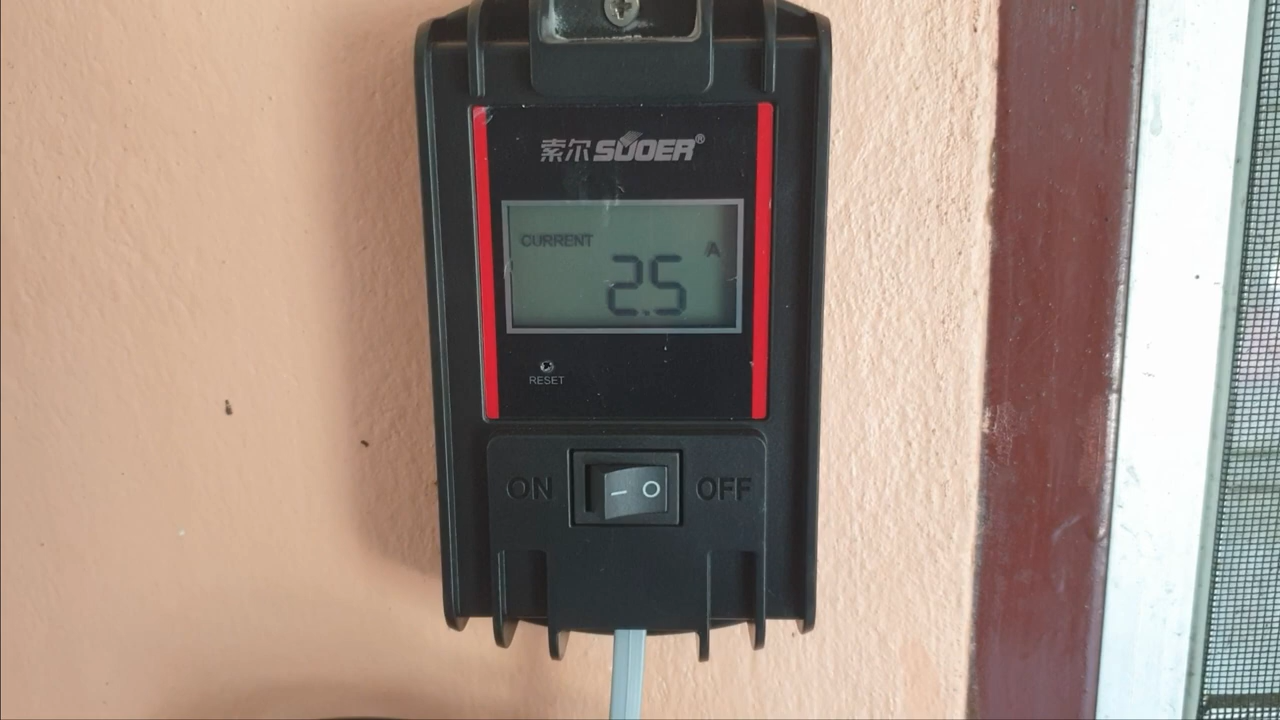 索尔 SUOER®
CURRENT
A
2.5
RESET
ON – O OFF